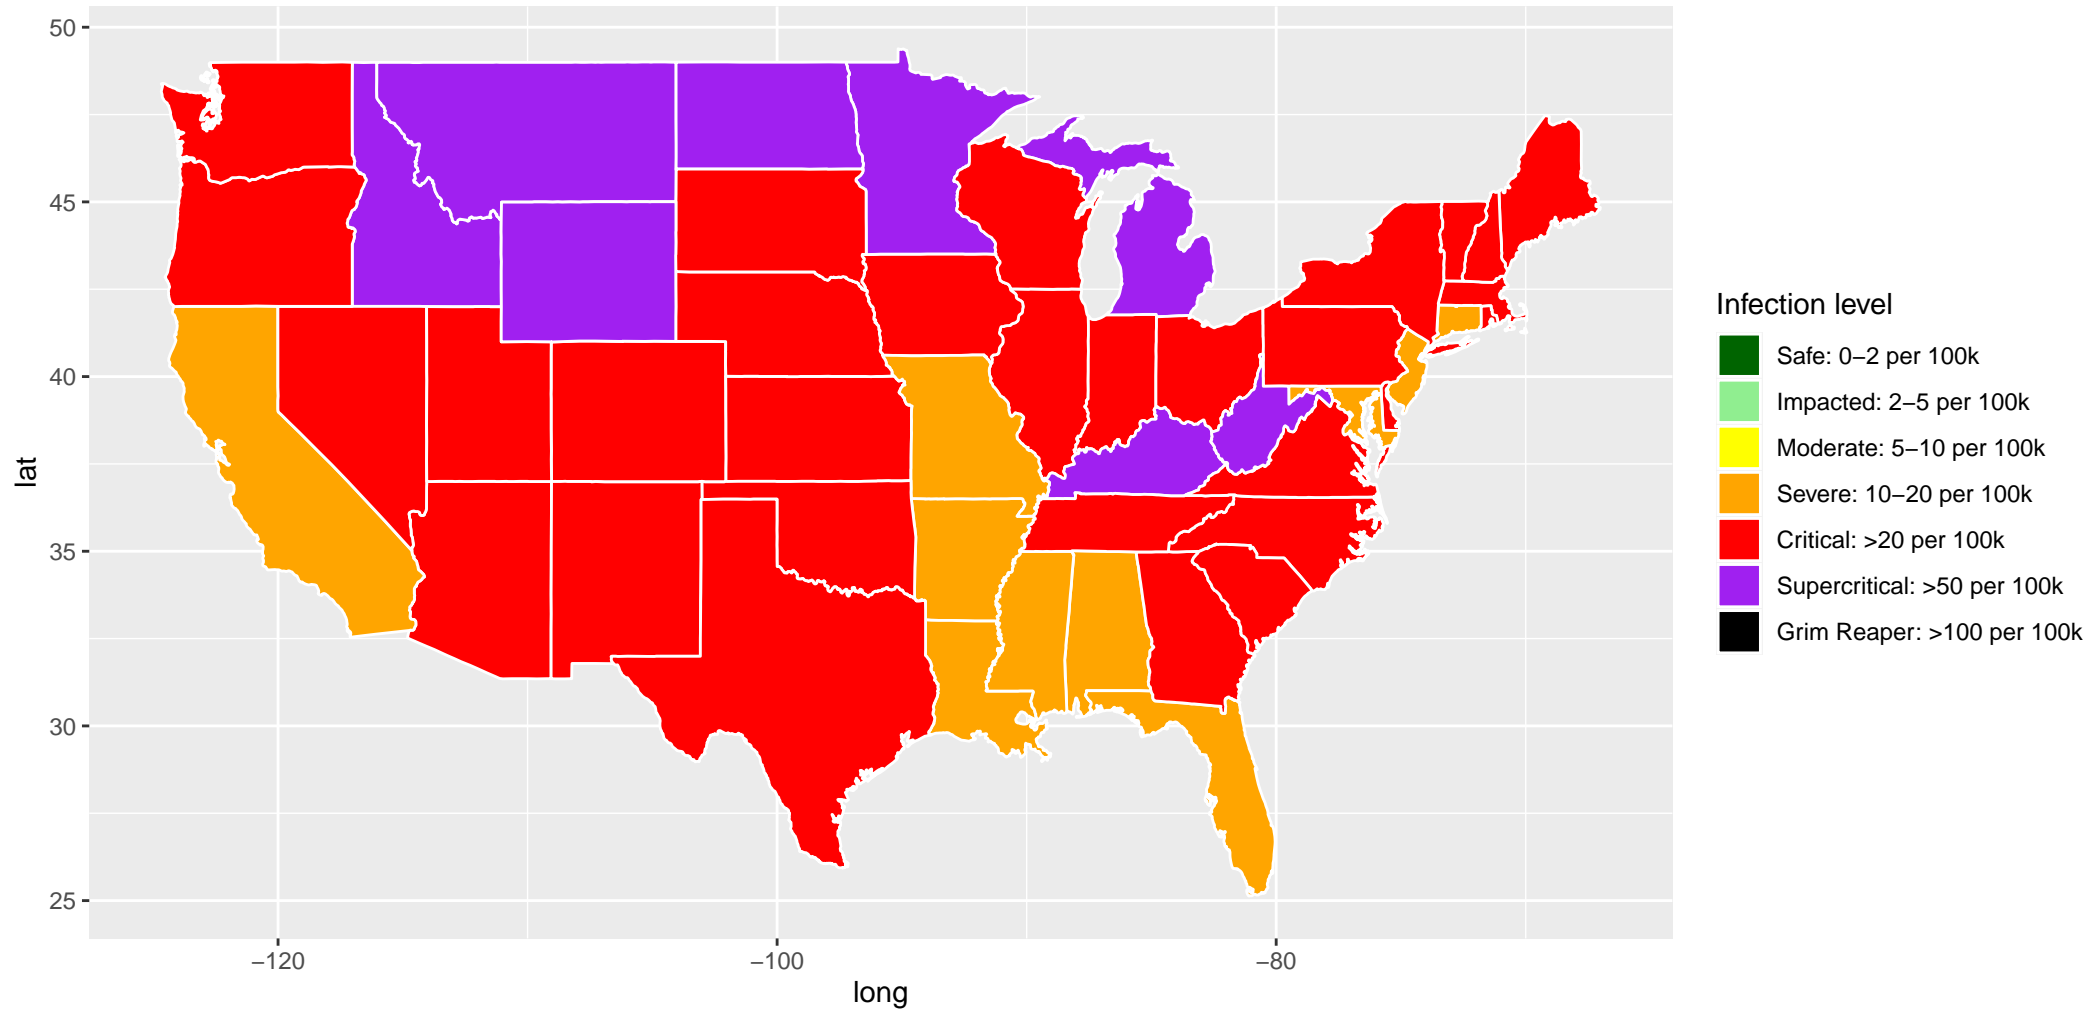 50
45
40
35
30
25
lat
−120
−100
−80
long
Infection level
Safe: 0−2 per 100k
Impacted: 2−5 per 100k
Moderate: 5−10 per 100k
Severe: 10−20 per 100k
Critical: >20 per 100k
Supercritical: >50 per 100k
Grim Reaper: >100 per 100k